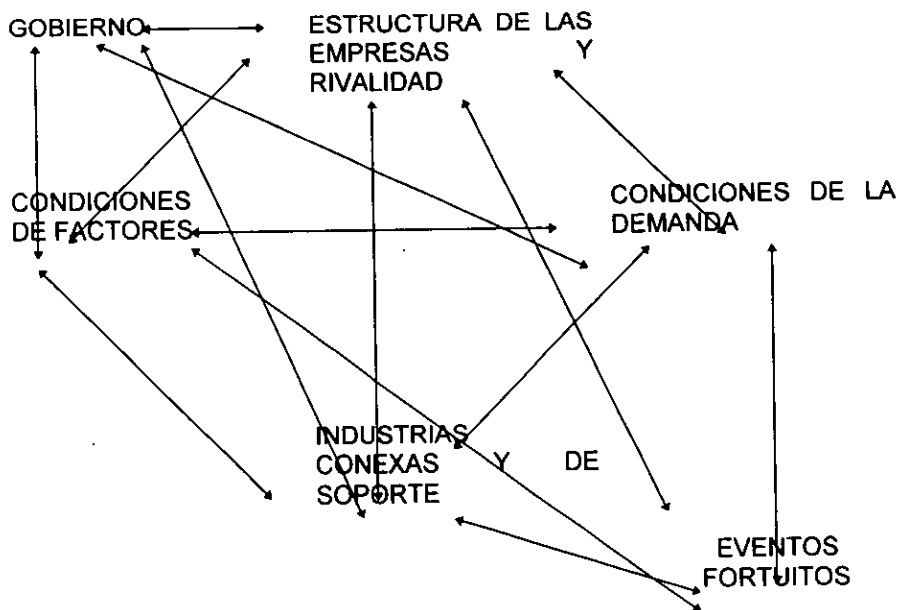 GOBIERNO
ESTRUCTURA DE LAS
EMPRESAS Y
RIVALIDAD
CONDICIONES
DE FACTORES
CONDICIONES DE LA
DEMANDA
INDUSTRIAS
CONEXAS Y DE
SOPORTE
EVENTOS
FORTUITOS